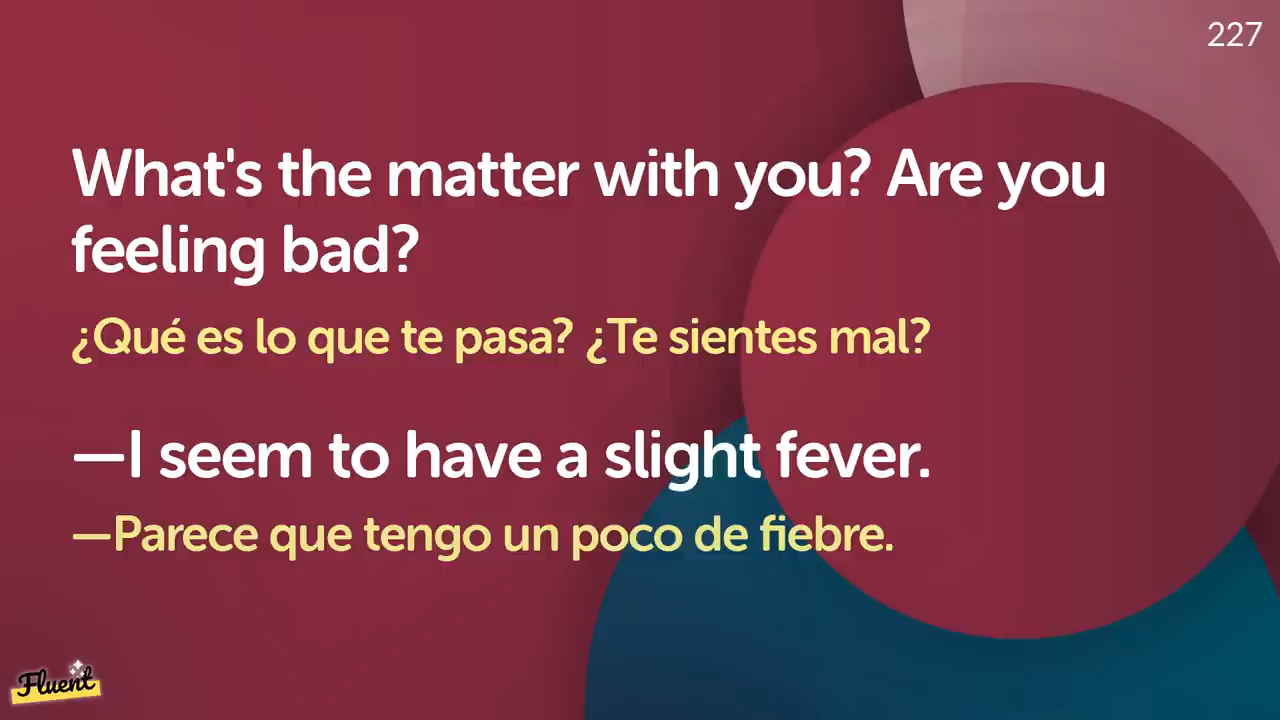 227
What's the matter with you? Are you
feeling bad?
¿Qué es lo que te pasa? ¿Te sientes mal?
—I seem to have a slight fever.
—Parece que tengo un poco de fiebre.
Fluent